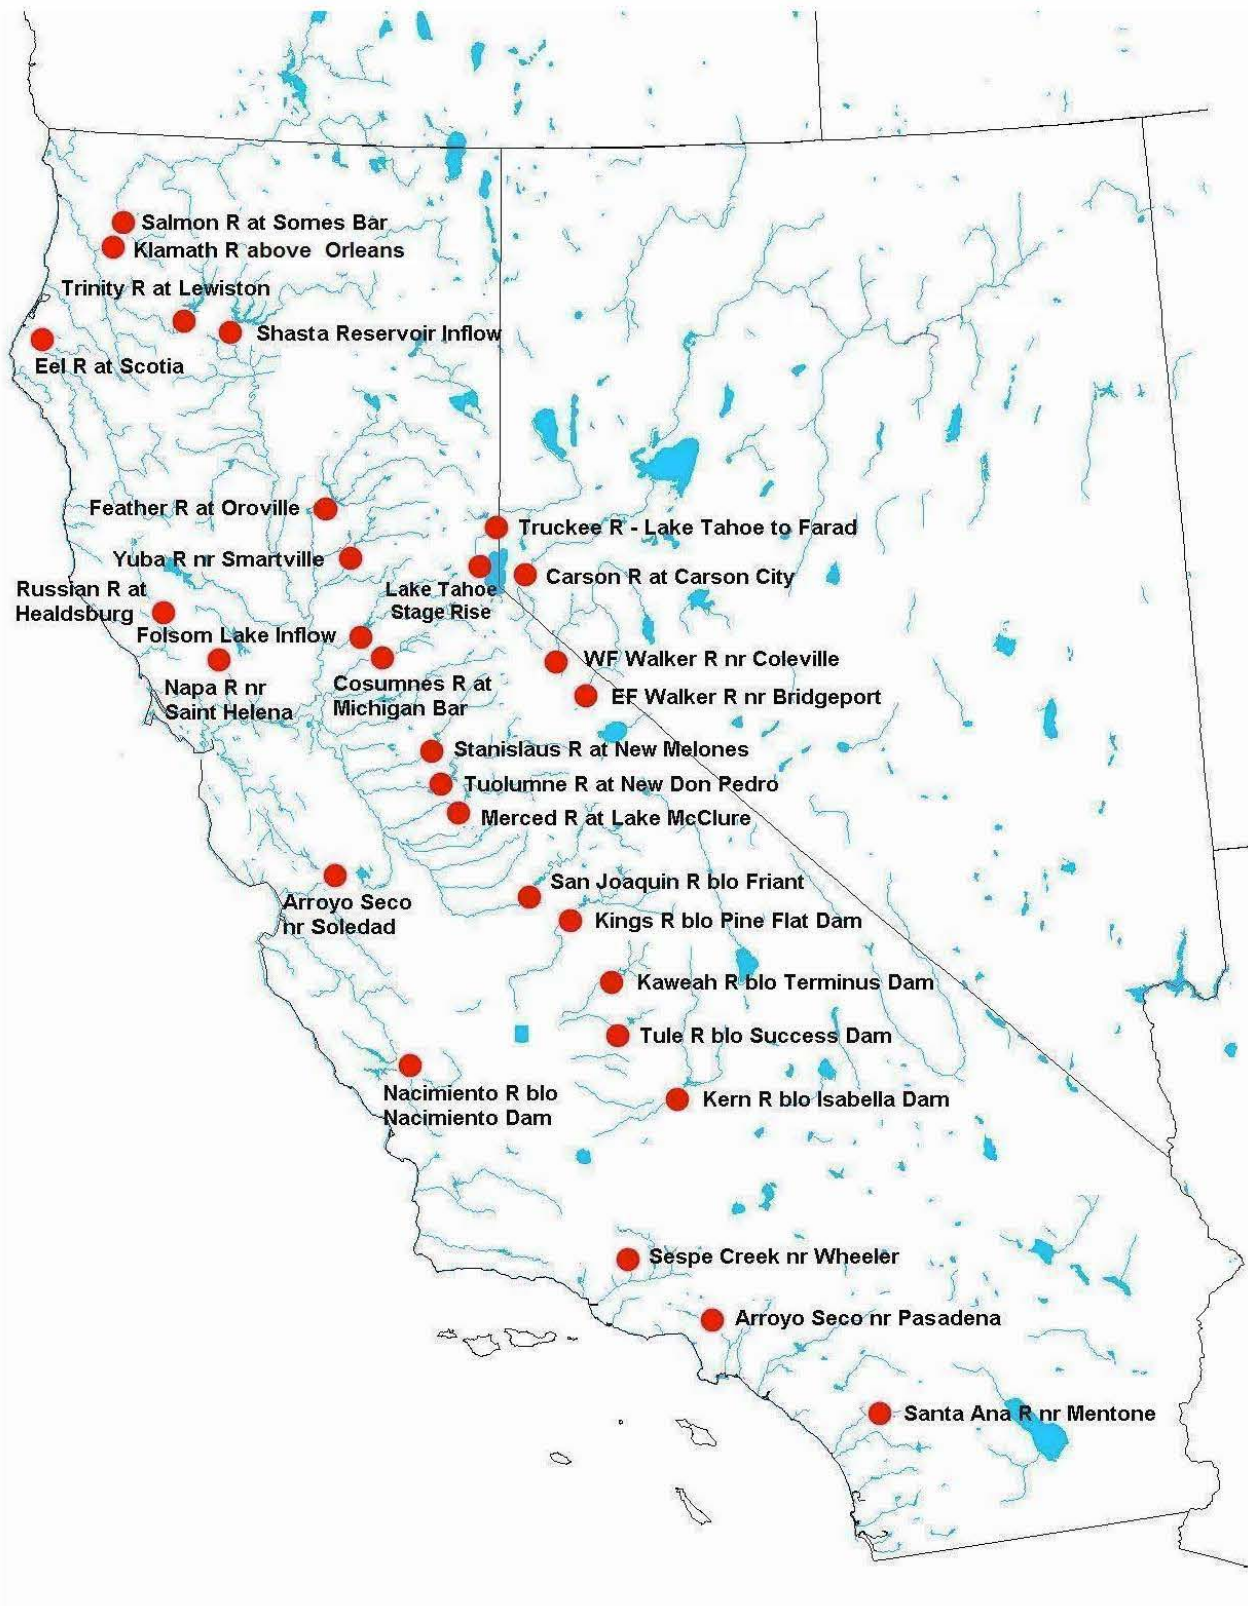 Salmon R at Somes Bar
Klamath R above Orleans
Trinity R at Lewiston
Shasta Reservoir Inflow
Eel R at Scotia
Feather R at Oroville
Truckee R - Lake Tahoe to Farad
Yuba R nr Smartville
Carson R at Carson City
Lake Tahoe
Stage Rise
Russian R at
Healdsburg
Folsom Lake Inflow
WF Walker R nr Coleville
Napa R nr
Saint Helena
Cosumnes R at
Michigan Bar
EF Walker R nr Bridgeport
Stanislaus R at New Melones
Tuolumne R at New Don Pedro
Merced R at Lake McClure
San Joaquin R blo Friant
Arroyo Seco
nr Soledad
Kings R blo Pine Flat Dam
Kaweah R blo Terminus Dam
Tule R blo Success Dam
Nacimiento R blo
Nacimiento Dam
Kern R blo Isabella Dam
Sespe Creek nr Wheeler
Arroyo Seco nr Pasadena
Santa Ana R nr Mentone